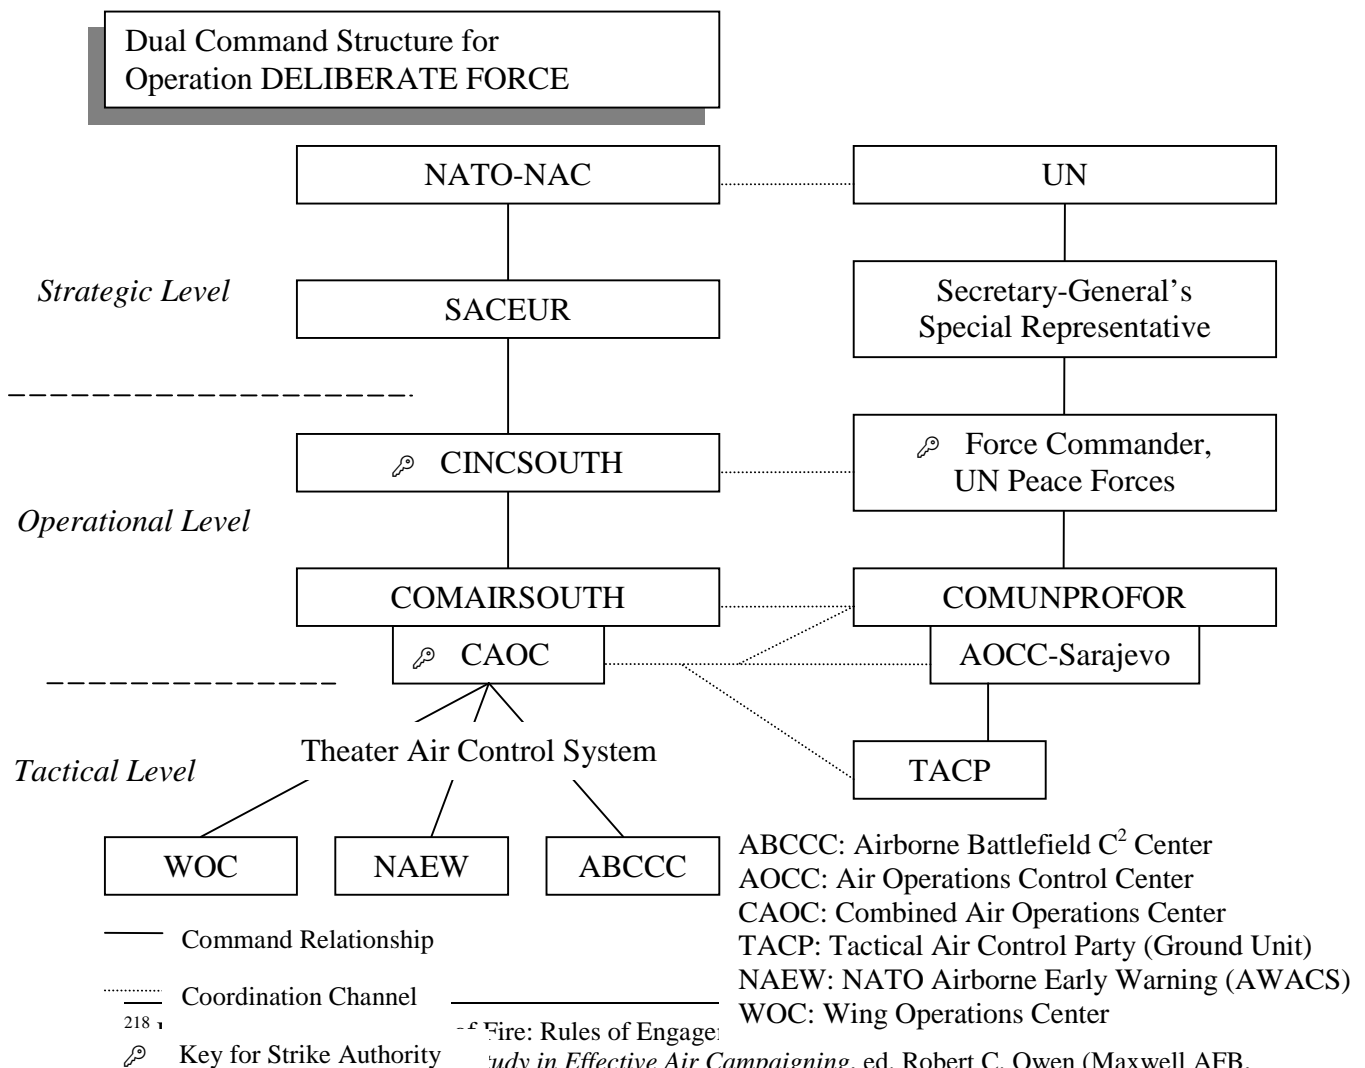 Dual Command Structure for
Operation DELIBERATE FORCE
NATO-NAC
UN
Strategic Level
SACEUR
Secretary-General’s
Special Representative
CINCSOUTH
Force Commander,
UN Peace Forces
Operational Level
COMAIRSOUTH
COMUNPROFOR
CAOC
AOCC-Sarajevo
Theater Air Control System
Tactical Level
TACP
WOC
NAEW
ABCCC
ABCCC: Airborne Battlefield C² Center
AOCC: Air Operations Control Center
CAOC: Combined Air Operations Center
TACP: Tactical Air Control Party (Ground Unit)
NAEW: NATO Airborne Early Warning (AWACS)
WOC: Wing Operations Center
Command Relationship
Coordination Channel
218 of Fire: Rules of
Key for Strike Authority
in Effective Air Campaigning, ed. Robert C. Owen (Maxwell AFB,